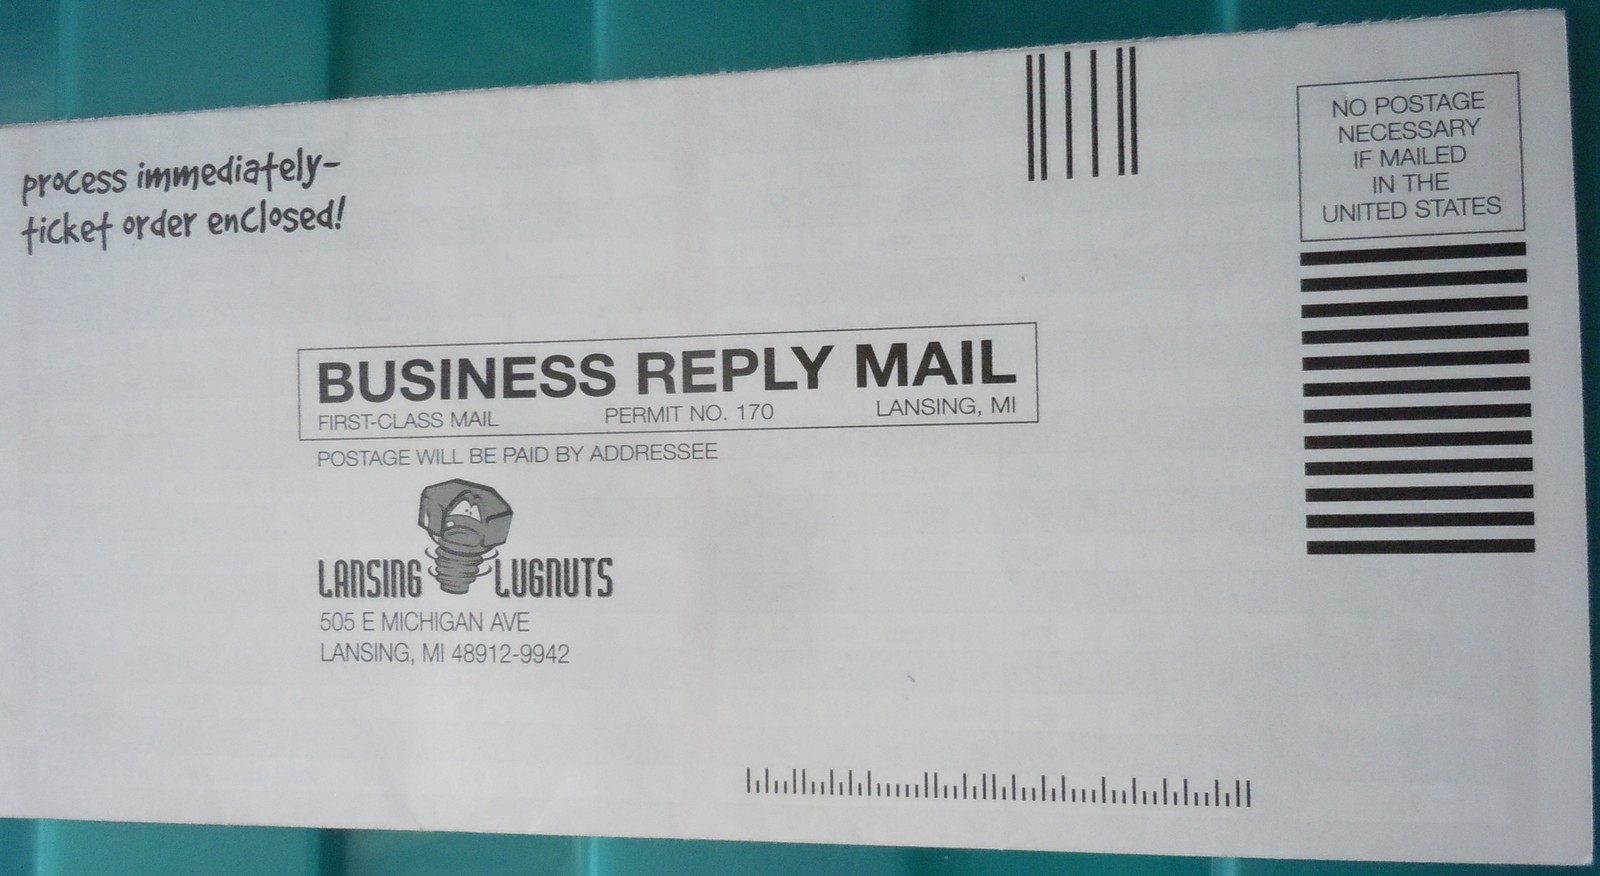 process immediately-
ticket order enclosed!
NO POSTAGE
NECESSARY
IF MAILED
IN THE
UNITED STATES
BUSINESS REPLY MAIL
FIRST-CLASS MAIL PERMIT NO. 170 LANSING, MI
POSTAGE WILL BE PAID BY ADDRESSEE
LANSING LUGNUTS
505 E MICHIGAN AVE
LANSING, MI 48912-9942